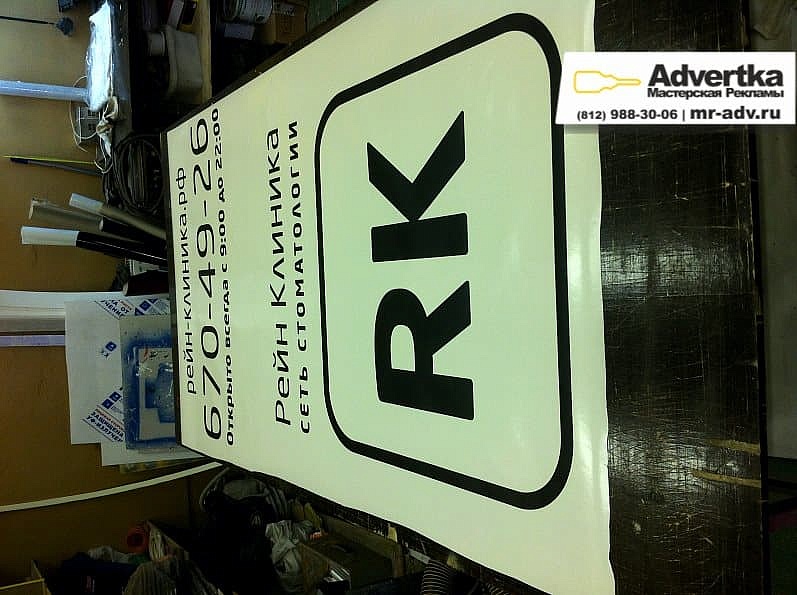 RK
Рейн Клиника
сеть стоматологии
рейн-клиника.рф
670-49-26
Открыто всегда с 9:00 до 22:00
Advertka
Мастерская Рекламы
(812) 988-30-06 | mr-adv.ru